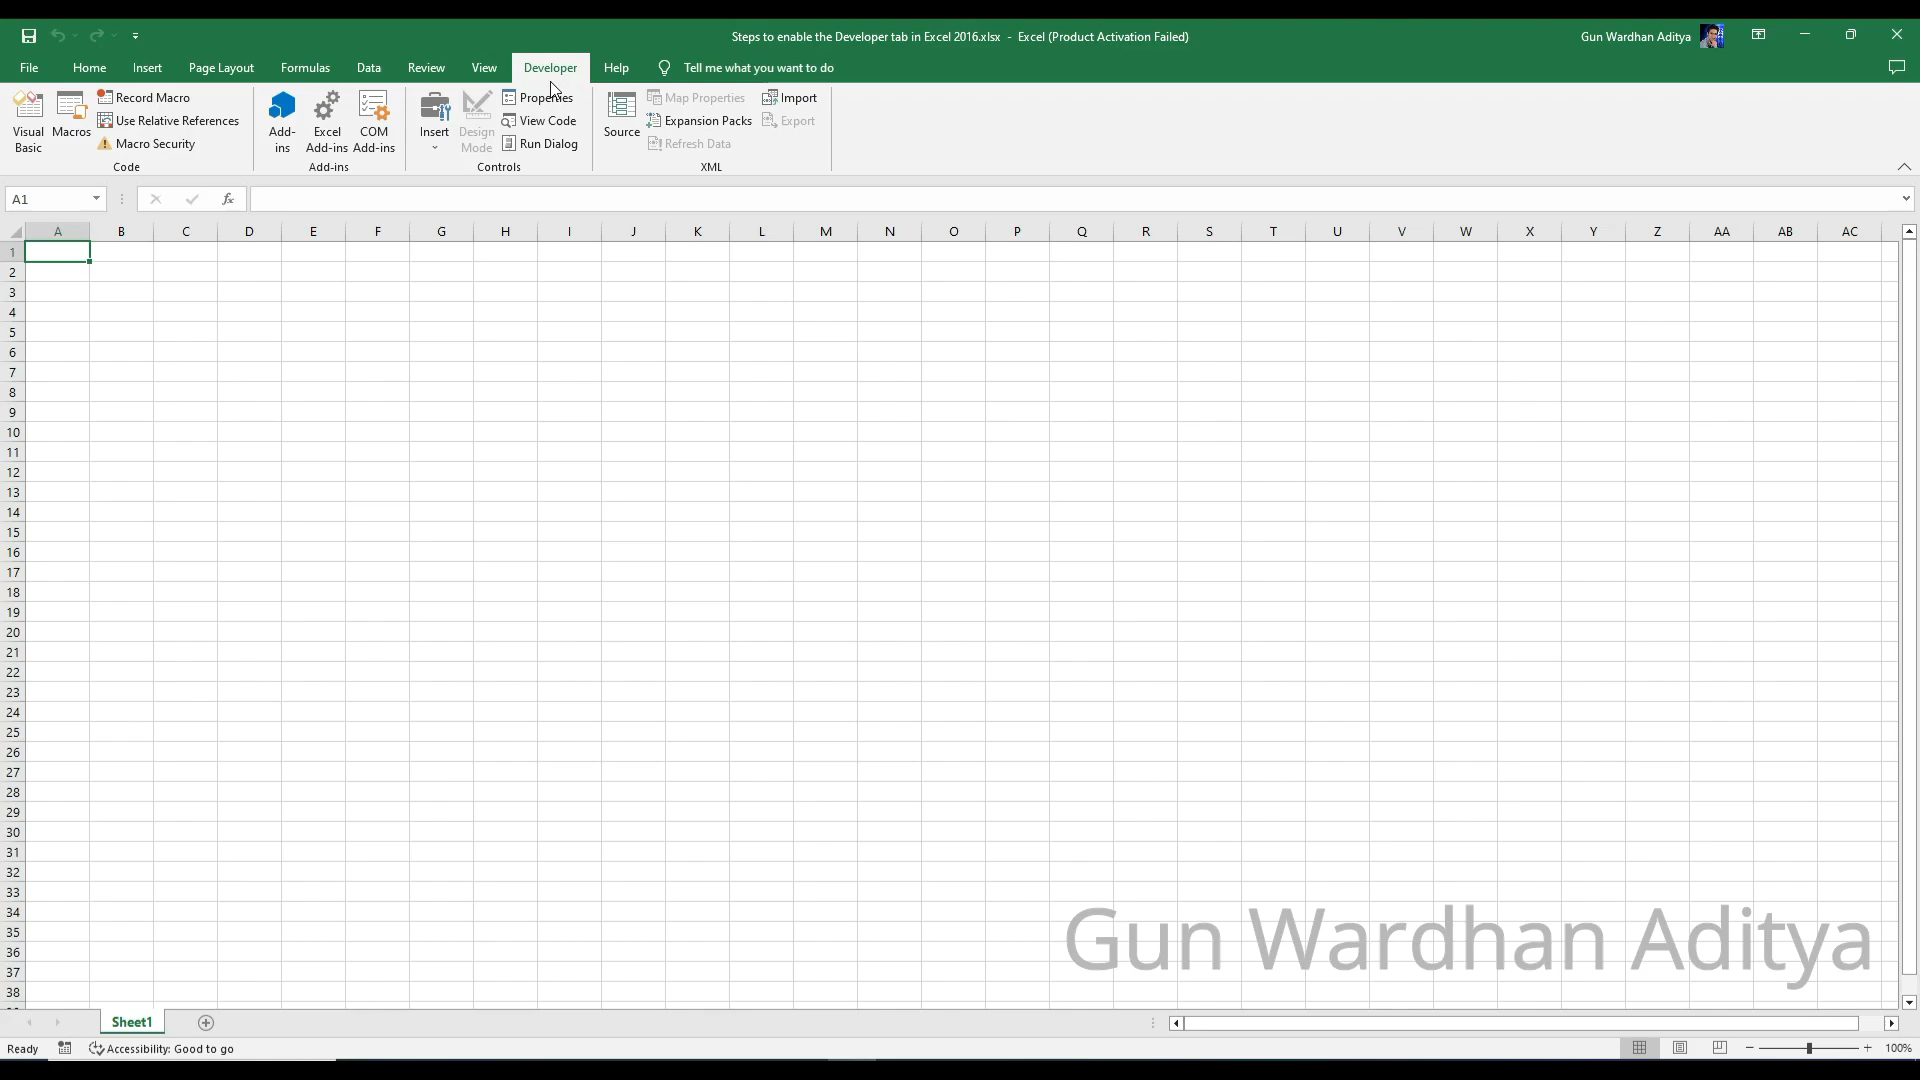 Steps to enable the Developer tab in Excel 2016.xlsx - Excel (Product Activation Failed)
Gun Wardhan Aditya
File Home Insert Page Layout Formulas Data Review View Developer Help Tell me what you want to do
Visual Basic
Macros
Record Macro
Use Relative References
Macro Security
Code
Add-ins
Excel Add-ins
COM Add-ins
Add-ins
Insert
Design Mode
Properties
View Code
Run Dialog
Controls
Source
Map Properties
Expansion Packs
Refresh Data
Import
Export
XML
A1
fx
A B C D E F G H I J K L M N O P Q R S T U V W X Y Z AA AB AC
1
2
3
4
5
6
7
8
9
10
11
12
13
14
15
16
17
18
19
20
21
22
23
24
25
26
27
28
29
30
31
32
33
34
35
36
37
38
Gun Wardhan Aditya
Sheet1
Ready
Accessibility: Good to go
100%